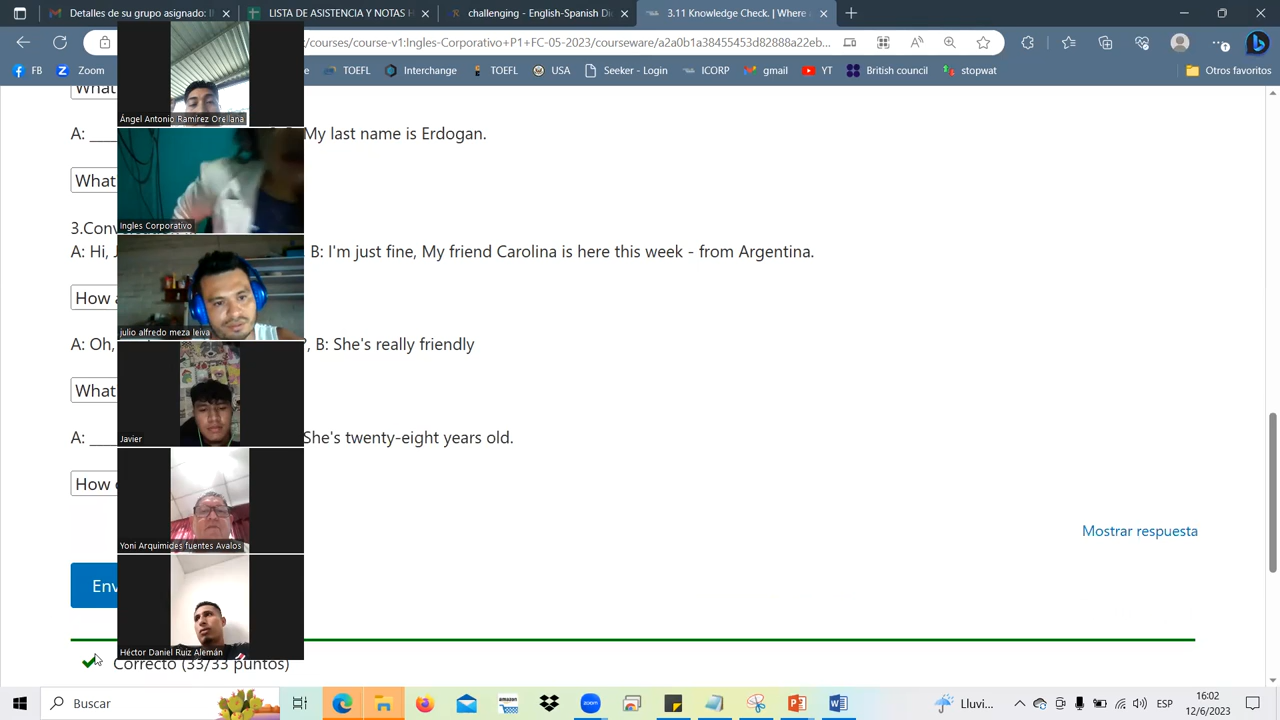 u grupo asignado: I
LISTA DE ASISTENCIA Y NOTAS H
challenging - English-Spanish Di
3.11 Knowledge Check. | Where
/courses/course-v1:Ingles-Corporativo+P1+FC-05-2023/courseware/a2a0b1a38455453d82888a22eb...
FB
Zoom
TOEFL
Interchange
TOEFL
USA
Seeker - Login
ICORP
gmail
YT
British council
stopwat
Otros favoritos
What
A: ___ My last name is Erdogan.
What
3.Conv
A: Hi, J B: I'm just fine, My friend Carolina is here this week - from Argentina.
How a
A: Oh, ?, B: She's really friendly
What
A: ___ She's twenty-eight years old.
How o
Mostrar respuesta
Env
Correcto (33/33 puntos)
Ángel Antonio Ramírez Orellana
Ingles Corporativo
julio alfredo meza leiva
Javier
Yoni Arquimides fuentes Avalos
Héctor Daniel Ruiz Alemán
Buscar
amazon
zoom
Lluvi...
ESP
16:02
12/6/2023